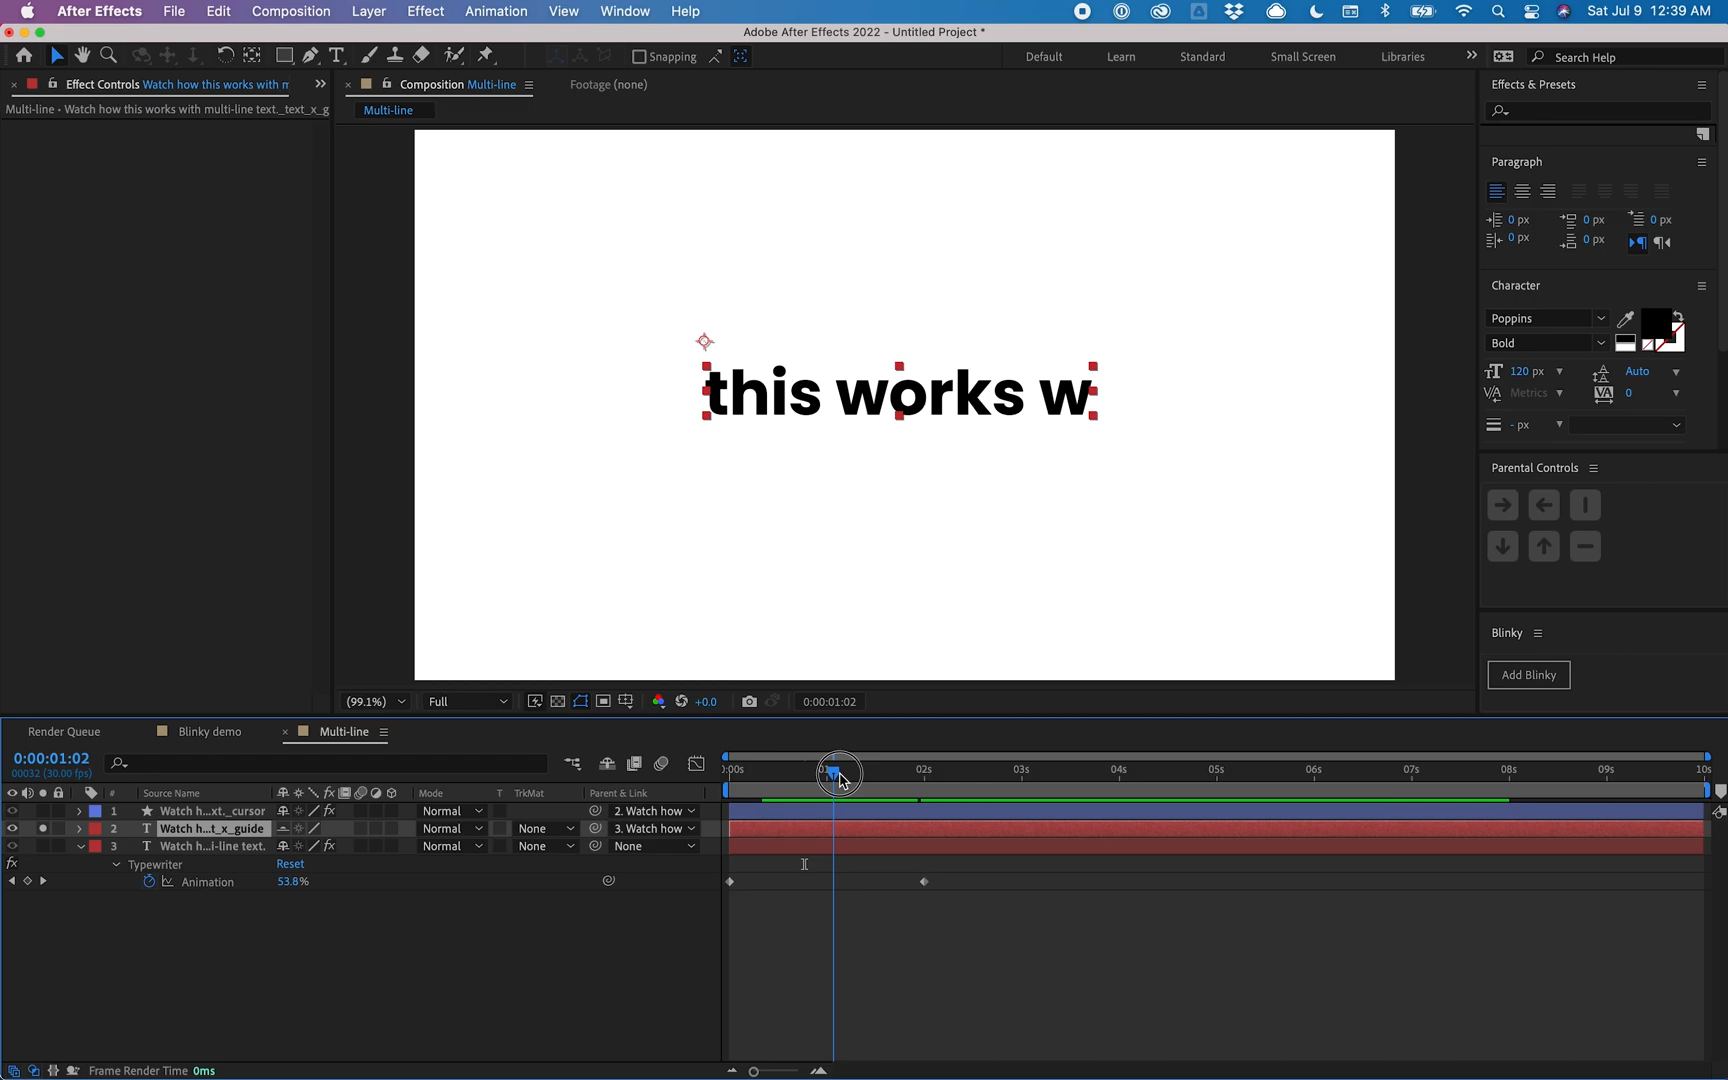 After Effects File Edit Composition Layer Effect Animation View Window Help Sat Jul 9 12:39 AM
Adobe After Effects 2022 - Untitled Project *
Snapping Default Learn Standard Small Screen Libraries Search Help
Effect Controls Watch how this works with m
Composition Multi-line
Footage (none)
Effects & Presets
Multi-line • Watch how this works with multi-line text._text_x_g
Multi-line
Paragraph
0 px 0 px 0 px
0 px 0 px
Character
Poppins
Bold
120 px Auto
Metrics 0
- px
this works w
Parental Controls
Blinky
Add Blinky
(99.1%) Full +0.0 0:00:01:02
Render Queue Blinky demo Multi-line
0:00:01:02
00032 (30.00 fps)
:00s 01 02s 03s 04s 05s 06s 07s 08s 09s 10s
# Source Name fx Mode T TrkMat Parent & Link
1 Watch h...xt._cursor fx Normal 2. Watch how
2 T Watch h...t_x_guide Normal None 3. Watch how
3 T Watch h...i-line text. fx Normal None None
fx Typewriter Reset
Animation 53.8%
Frame Render Time 0ms